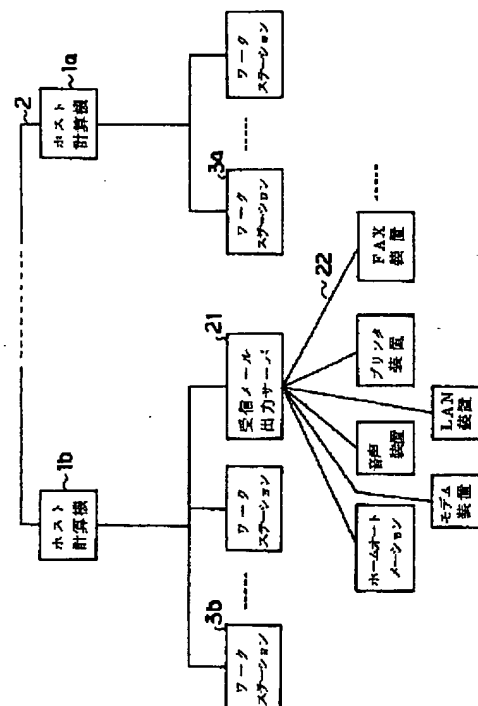 2
ホスト
計算機
1a
ワーク
ステーション
3a
ワーク
ステーション
ホスト
計算機
1b
受信メール
出力サーバ
21
ワーク
ステーション
3b
ワーク
ステーション
22
FAX
装置
プリンタ
装置
LAN
装置
音声
装置
モデム
装置
ホームオート
メーション